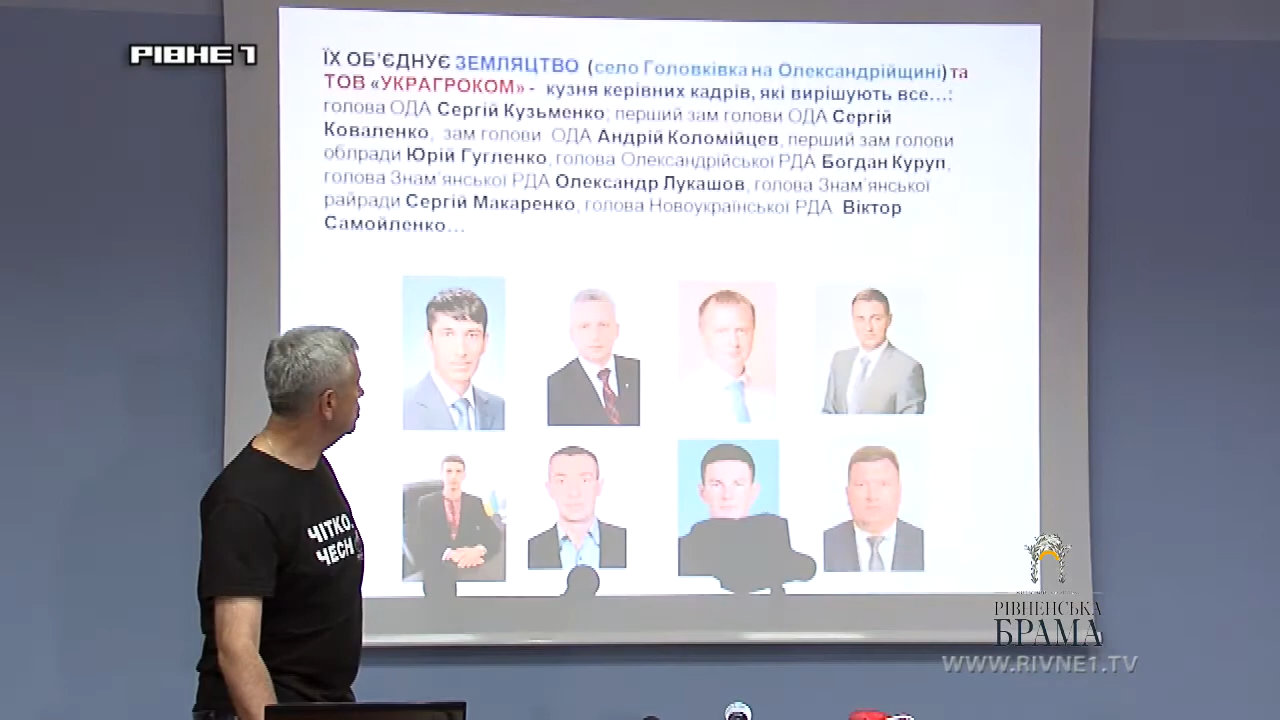 РІВНЕ 1
ЇХ ОБ'ЄДНУЄ ЗЕМЛЯЦТВО (село Головківка на Олександрійщині) та
ТОВ «УКРАГРОКОМ» - кузня керівних кадрів, які вирішують все…:
голова ОДА Сергій Кузьменко; перший зам голови ОДА Сергій
Коваленко, зам голови ОДА Андрій Коломійцев, перший зам голови
облради Юрій Гугленко, голова Олександрійської РДА Богдан Куруп,
голова Знам'янської РДА Олександр Лукашов, голова Знам'янської
райради Сергій Макаренко, голова Новоукраїнської РДА Віктор
Самойленко…
ЧІТКО.
ЧЕСН
РІВНЕНСЬКА
БРАМА
WWW.RIVNE1.TV